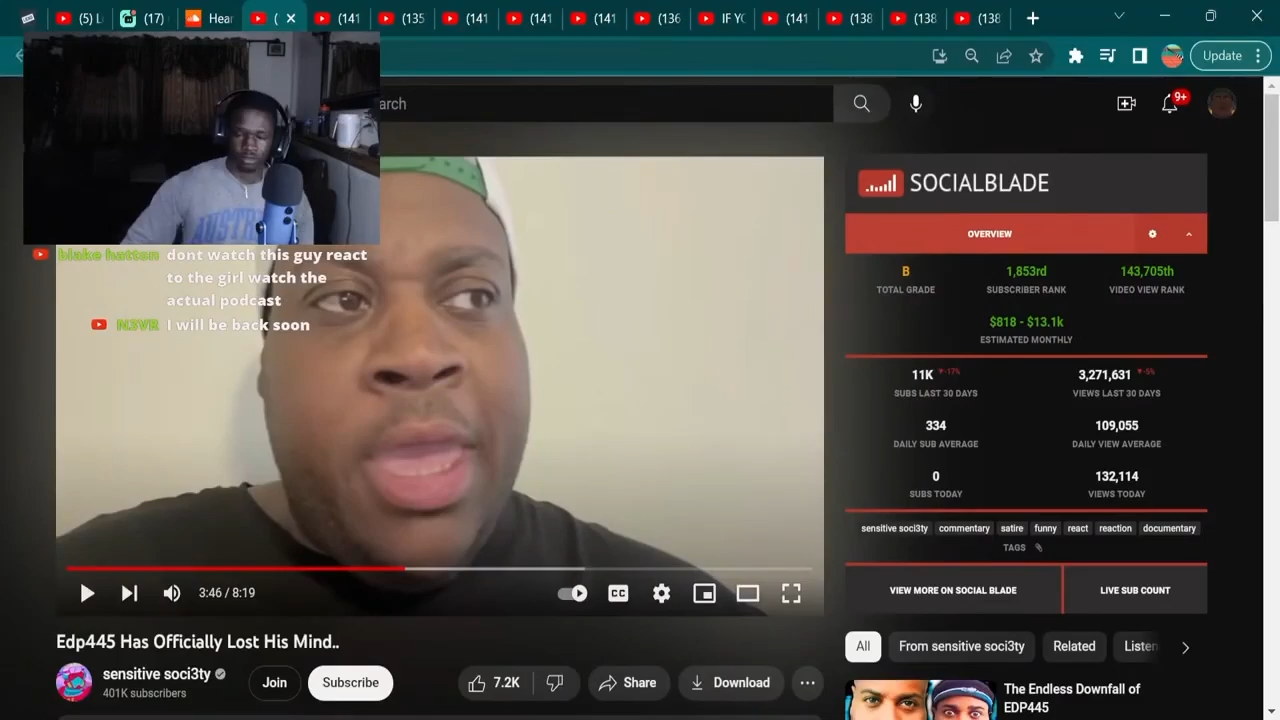 (5) L
(17)
Hear
(
(141
(135
(141
(141
(141
(136
IF YC
(141
(138
(138
(138
Update
arch
9+
blake hatton dont watch this guy react
to the girl watch the
actual podcast
N3VR I will be back soon
AUSTR
3:46 / 8:19
CC
Edp445 Has Officially Lost His Mind..
sensitive soci3ty
401K subscribers
Join
Subscribe
7.2K
Share
Download
SOCIALBLADE
OVERVIEW
B
TOTAL GRADE
1,853rd
SUBSCRIBER RANK
143,705th
VIDEO VIEW RANK
$818 - $13.1k
ESTIMATED MONTHLY
11K ▼-17%
SUBS LAST 30 DAYS
3,271,631 ▼-5%
VIEWS LAST 30 DAYS
334
DAILY SUB AVERAGE
109,055
DAILY VIEW AVERAGE
0
SUBS TODAY
132,114
VIEWS TODAY
sensitive soci3ty commentary satire funny react reaction documentary
TAGS
VIEW MORE ON SOCIAL BLADE
LIVE SUB COUNT
All
From sensitive soci3ty
Related
Listen
The Endless Downfall of
EDP445